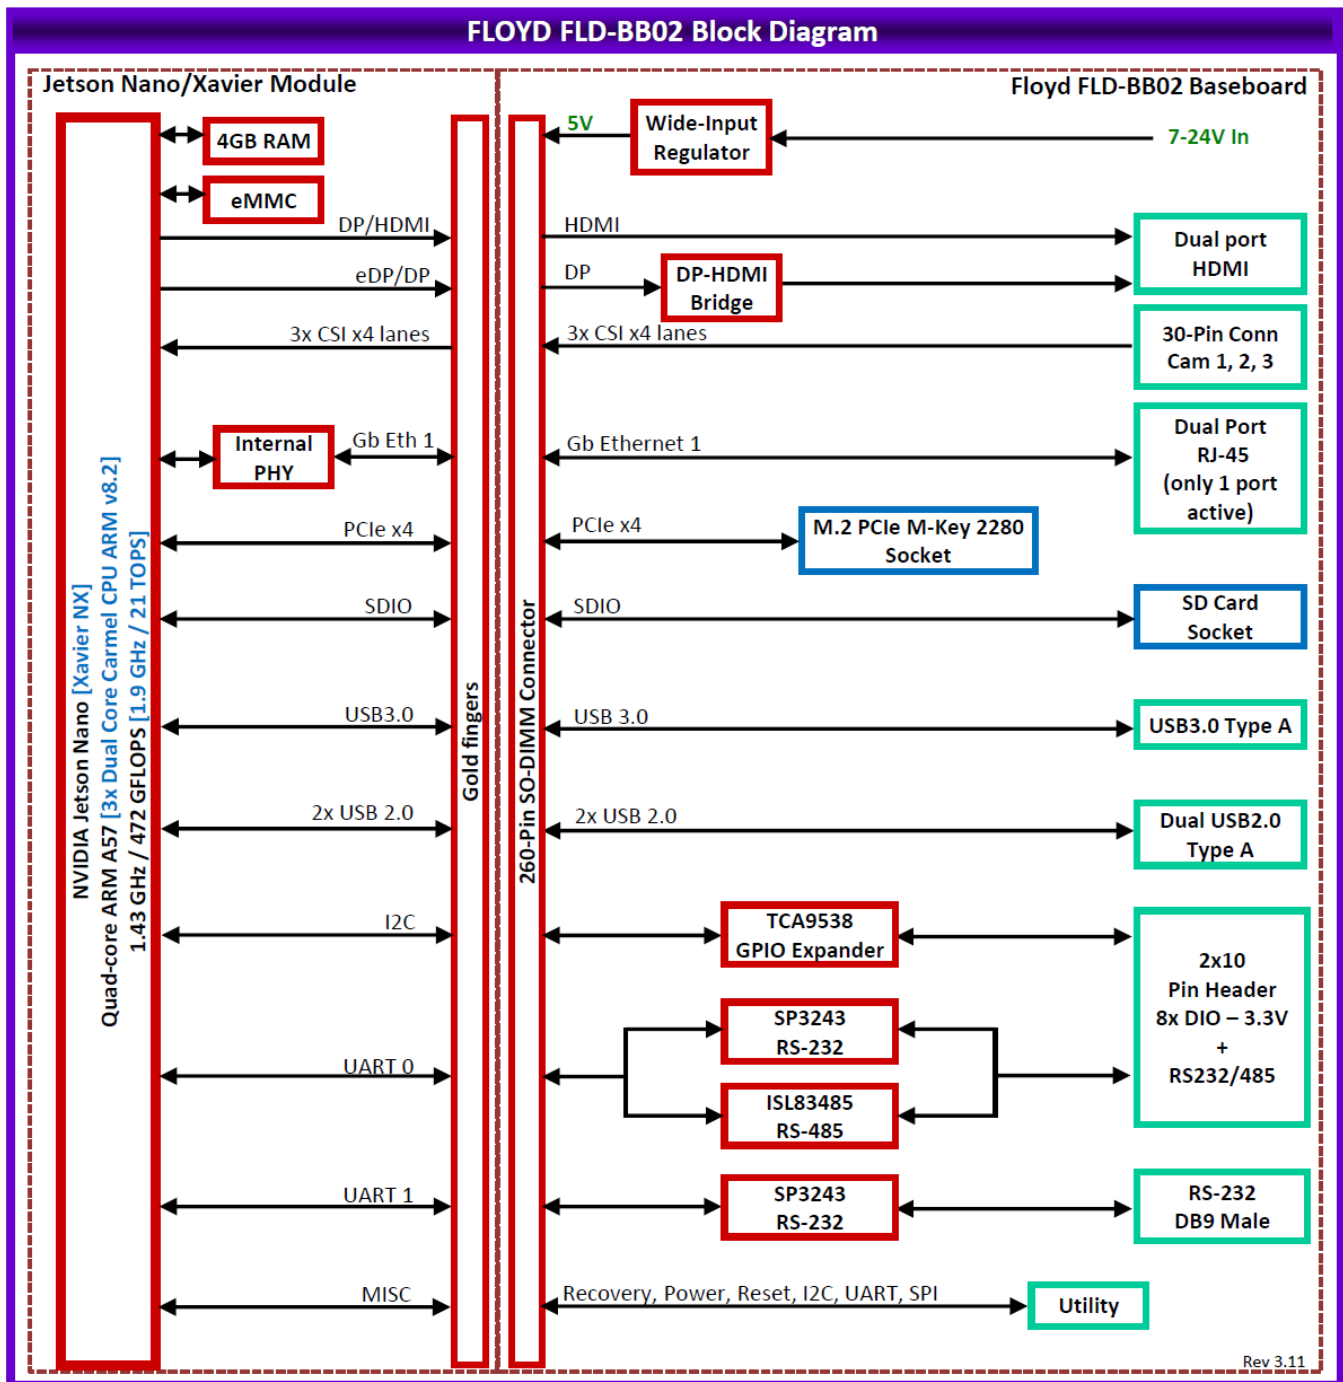 FLOYD FLD-BB02 Block Diagram
Jetson Nano/Xavier Module
Floyd FLD-BB02 Baseboard
NVIDIA Jetson Nano [Xavier NX]
Quad-core ARM A57 [3x Dual Core Carmel CPU ARM v8.2]
1.43 GHz / 472 GFLOPS [1.9 GHz / 21 TOPS]
4GB RAM
eMMC
DP/HDMI
eDP/DP
3x CSI x4 lanes
Internal
PHY
Gb Eth 1
PCIe x4
SDIO
USB3.0
2x USB 2.0
I2C
UART 0
UART 1
MISC
Gold fingers
260-Pin SO-DIMM Connector
5V
Wide-Input
Regulator
7-24V In
HDMI
Dual port
HDMI
DP
DP-HDMI
Bridge
3x CSI x4 lanes
30-Pin Conn
Cam 1, 2, 3
Gb Ethernet 1
Dual Port
RJ-45
(only 1 port
active)
PCIe x4
M.2 PCIe M-Key 2280
Socket
SDIO
SD Card
Socket
USB 3.0
USB3.0 Type A
2x USB 2.0
Dual USB2.0
Type A
TCA9538
GPIO Expander
2x10
Pin Header
8x DIO – 3.3V
+
RS232/485
SP3243
RS-232
ISL83485
RS-485
SP3243
RS-232
RS-232
DB9 Male
Recovery, Power, Reset, I2C, UART, SPI
Utility
Rev 3.11